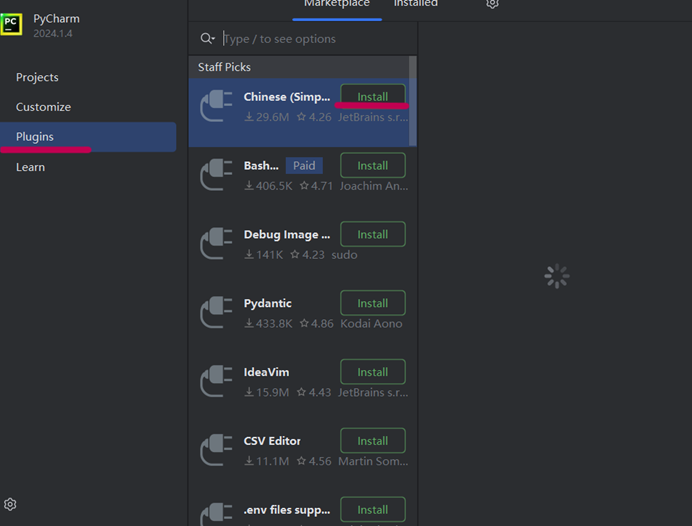 Marketplace Installed
PC
PyCharm
2024.1.4
Projects
Customize
Plugins
Learn
Type / to see options
Staff Picks
Chinese (Simp... Install
29.6M 4.26 JetBrains s.r...
Bash... Paid Install
406.5K 4.71 Joachim An...
Debug Image ... Install
141K 4.23 sudo
Pydantic Install
433.8K 4.86 Kodai Aono
IdeaVim Install
15.9M 4.43 JetBrains s.r...
CSV Editor Install
11.1M 4.56 Martin Som...
.env files supp... Install